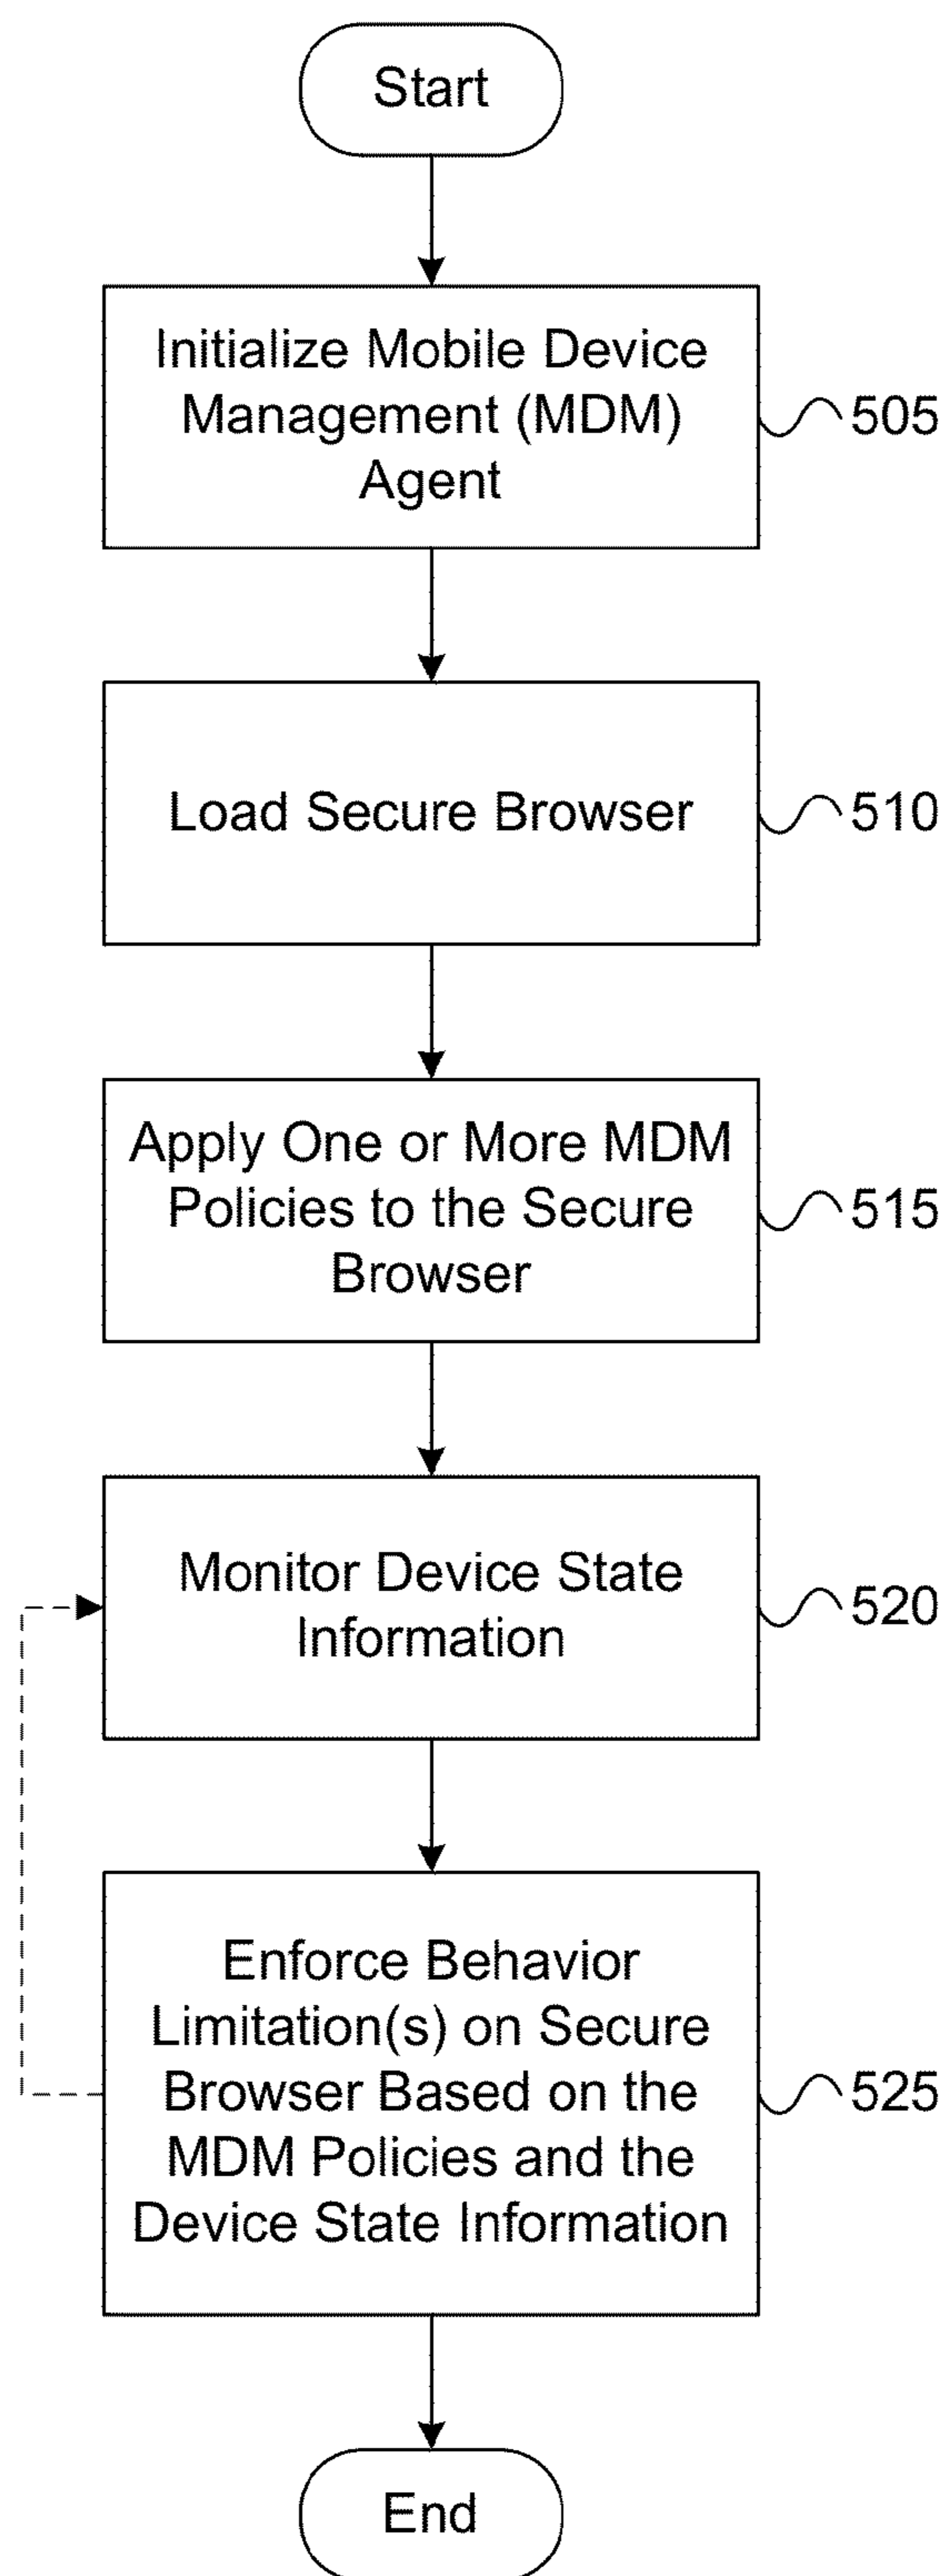 Start
Initialize Mobile Device
Management (MDM)
Agent
505
Load Secure Browser
510
Apply One or More MDM
Policies to the Secure
Browser
515
Monitor Device State
Information
520
Enforce Behavior
Limitation(s) on Secure
Browser Based on the
MDM Policies and the
Device State Information
525
End